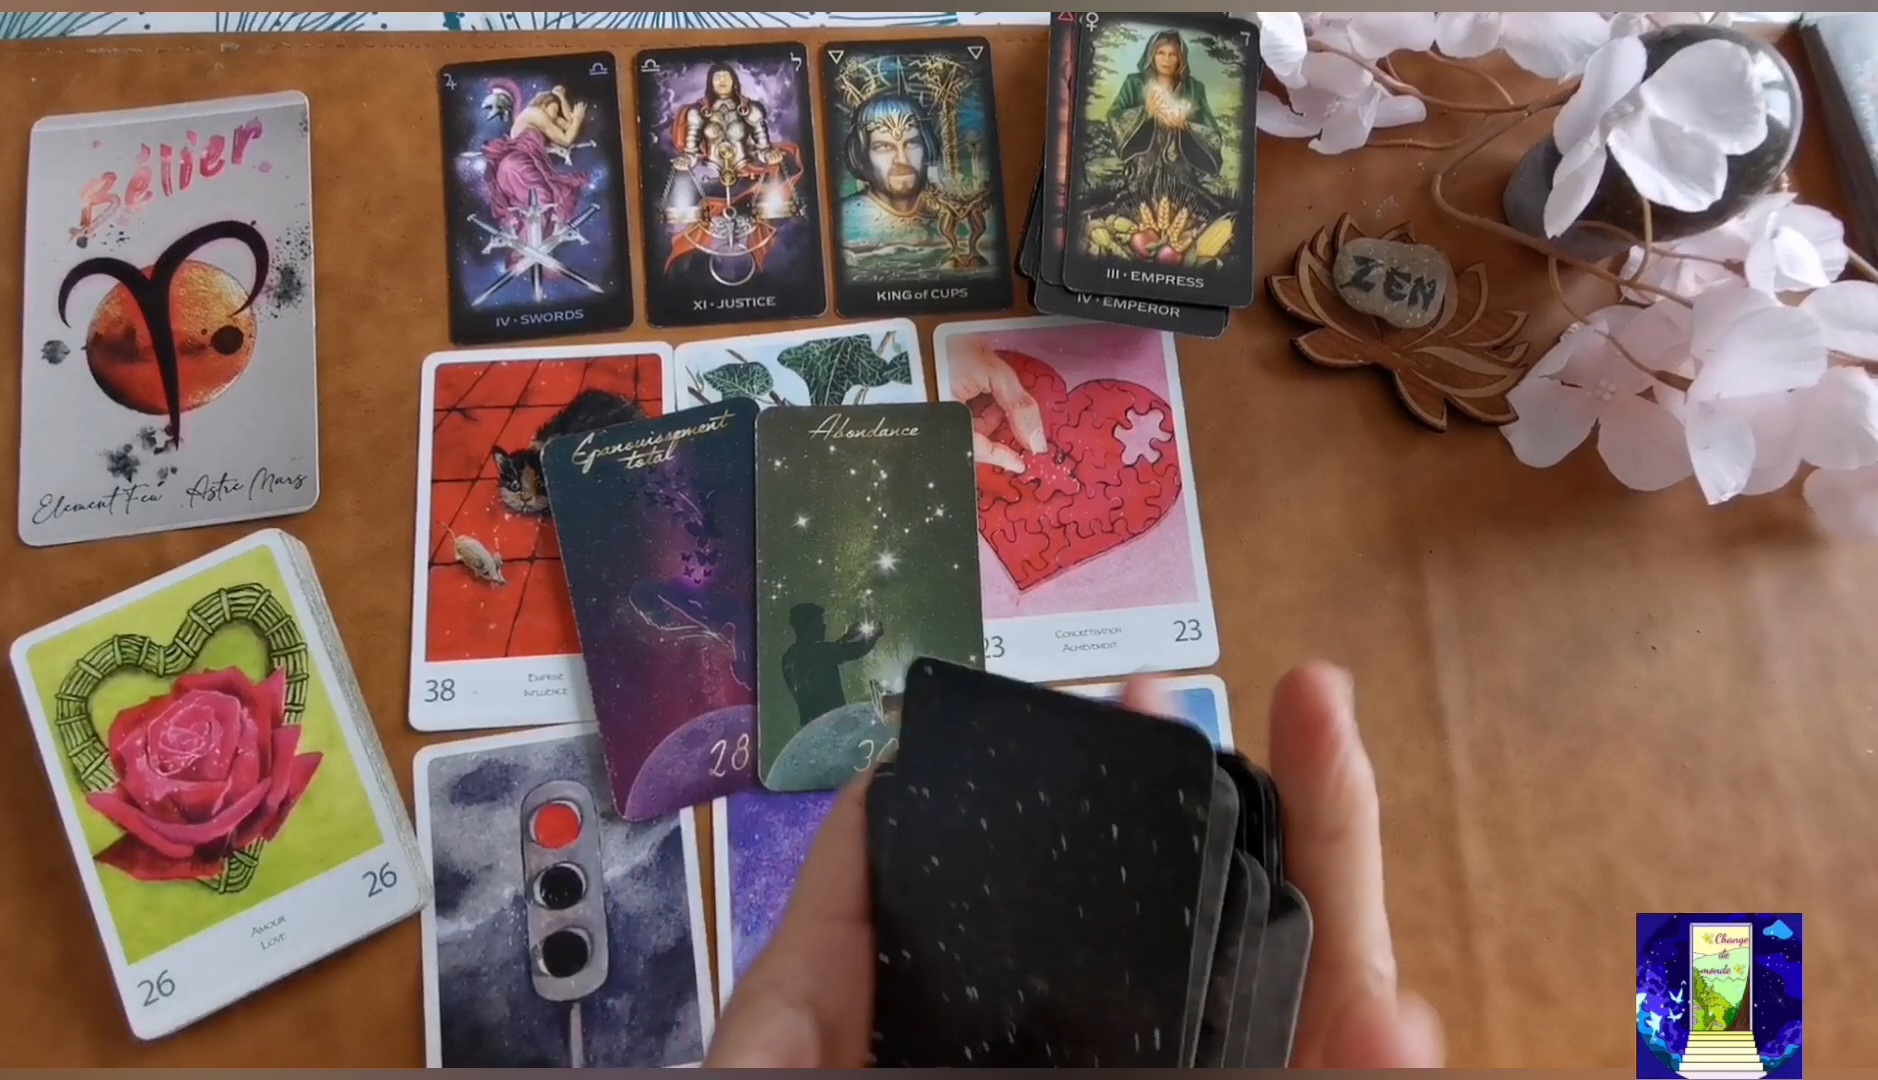 Bélier
Element Feu Astre Mars
IV · SWORDS
XI · JUSTICE
KING of CUPS
III · EMPRESS
IV · EMPEROR
ZEN
Epanouissement
total
28
Abondance
38
EMPRISE
INFLUENCE
23
CONCRÉTISATION
ACHIEVEMENT
23
26
AMOUR
LOVE
26
Change
de
monde